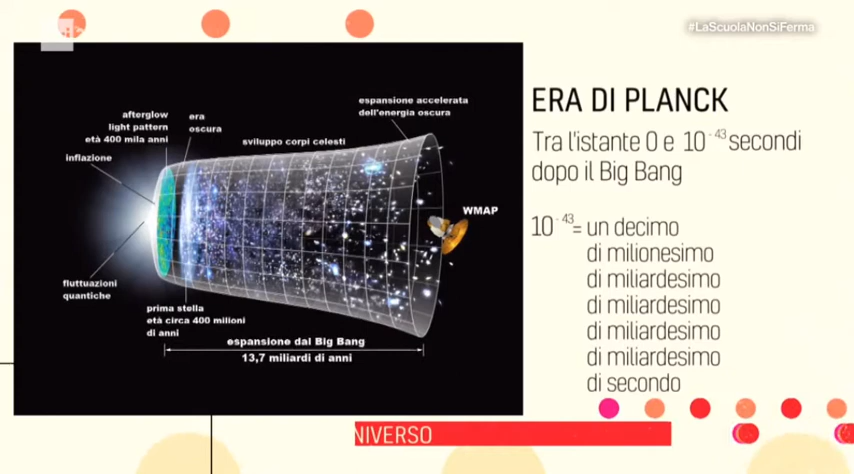 #LaScuolaNonSiFerma
ERA DI PLANCK
Tra l'istante 0 e 10⁻⁴³ secondi
dopo il Big Bang
10⁻⁴³= un decimo
di milionesimo
di miliardesimo
di miliardesimo
di miliardesimo
di miliardesimo
di secondo
afterglow
light pattern
età 400 mila anni
era
oscura
inflazione
sviluppo corpi celesti
espansione accelerata
dell'energia oscura
WMAP
fluttuazioni
quantiche
prima stella
età circa 400 milioni
di anni
espansione dal Big Bang
13,7 miliardi di anni
NIVERSO